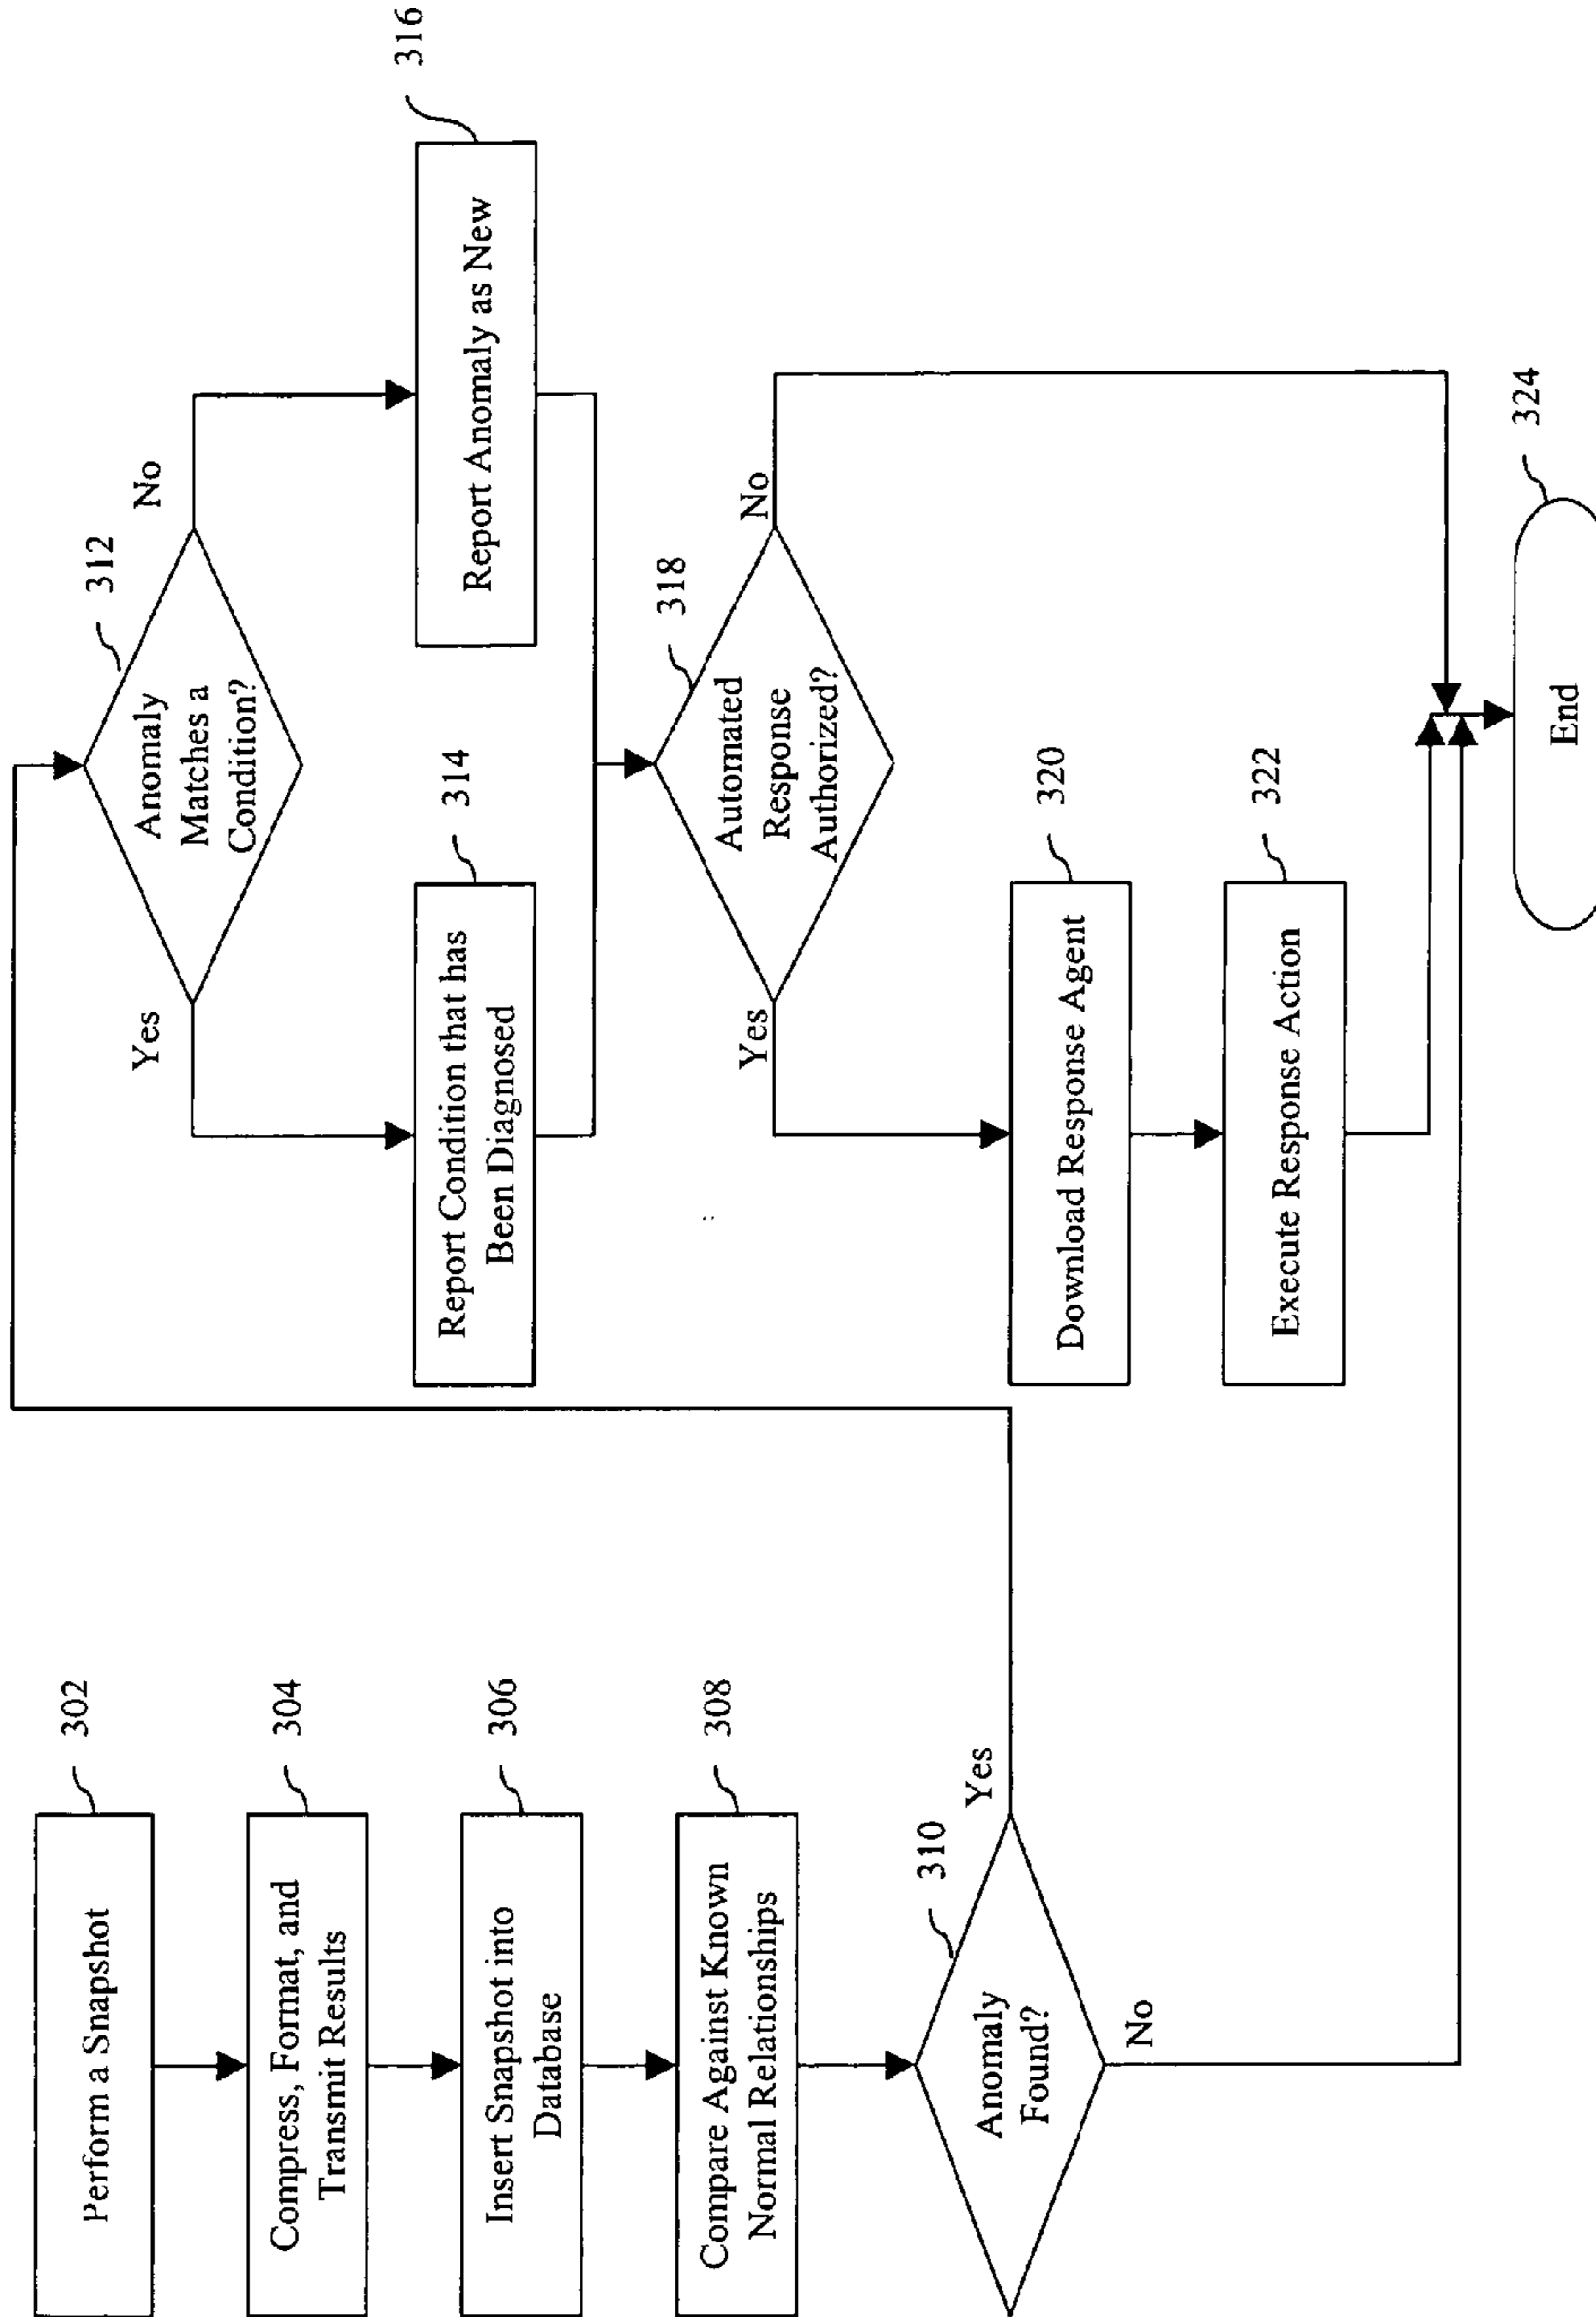 Perform a Snapshot
302
Compress, Format, and
Transmit Results
304
Insert Snapshot into
Database
306
Compare Against Known
Normal Relationships
308
Anomaly
Found?
310
Yes
No
Anomaly
Matches a
Condition?
312
Yes
No
Report Condition that has
Been Diagnosed
314
Report Anomaly as New
316
Automated
Response
Authorized?
318
Yes
No
Download Response Agent
320
Execute Response Action
322
End
324